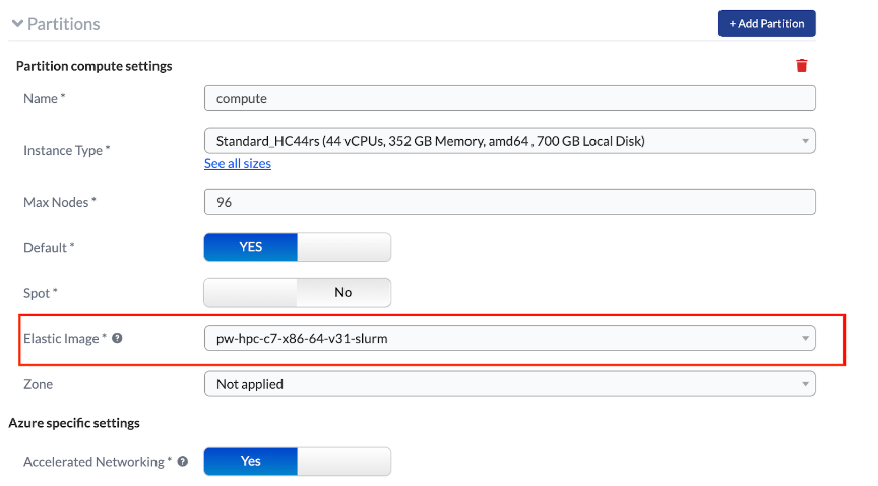 Partitions
+ Add Partition
Partition compute settings
Name *
compute
Instance Type *
Standard_HC44rs (44 vCPUs, 352 GB Memory, amd64 , 700 GB Local Disk)
See all sizes
Max Nodes *
96
Default *
YES
Spot *
No
Elastic Image * ?
pw-hpc-c7-x86-64-v31-slurm
Zone
Not applied
Azure specific settings
Accelerated Networking * ?
Yes